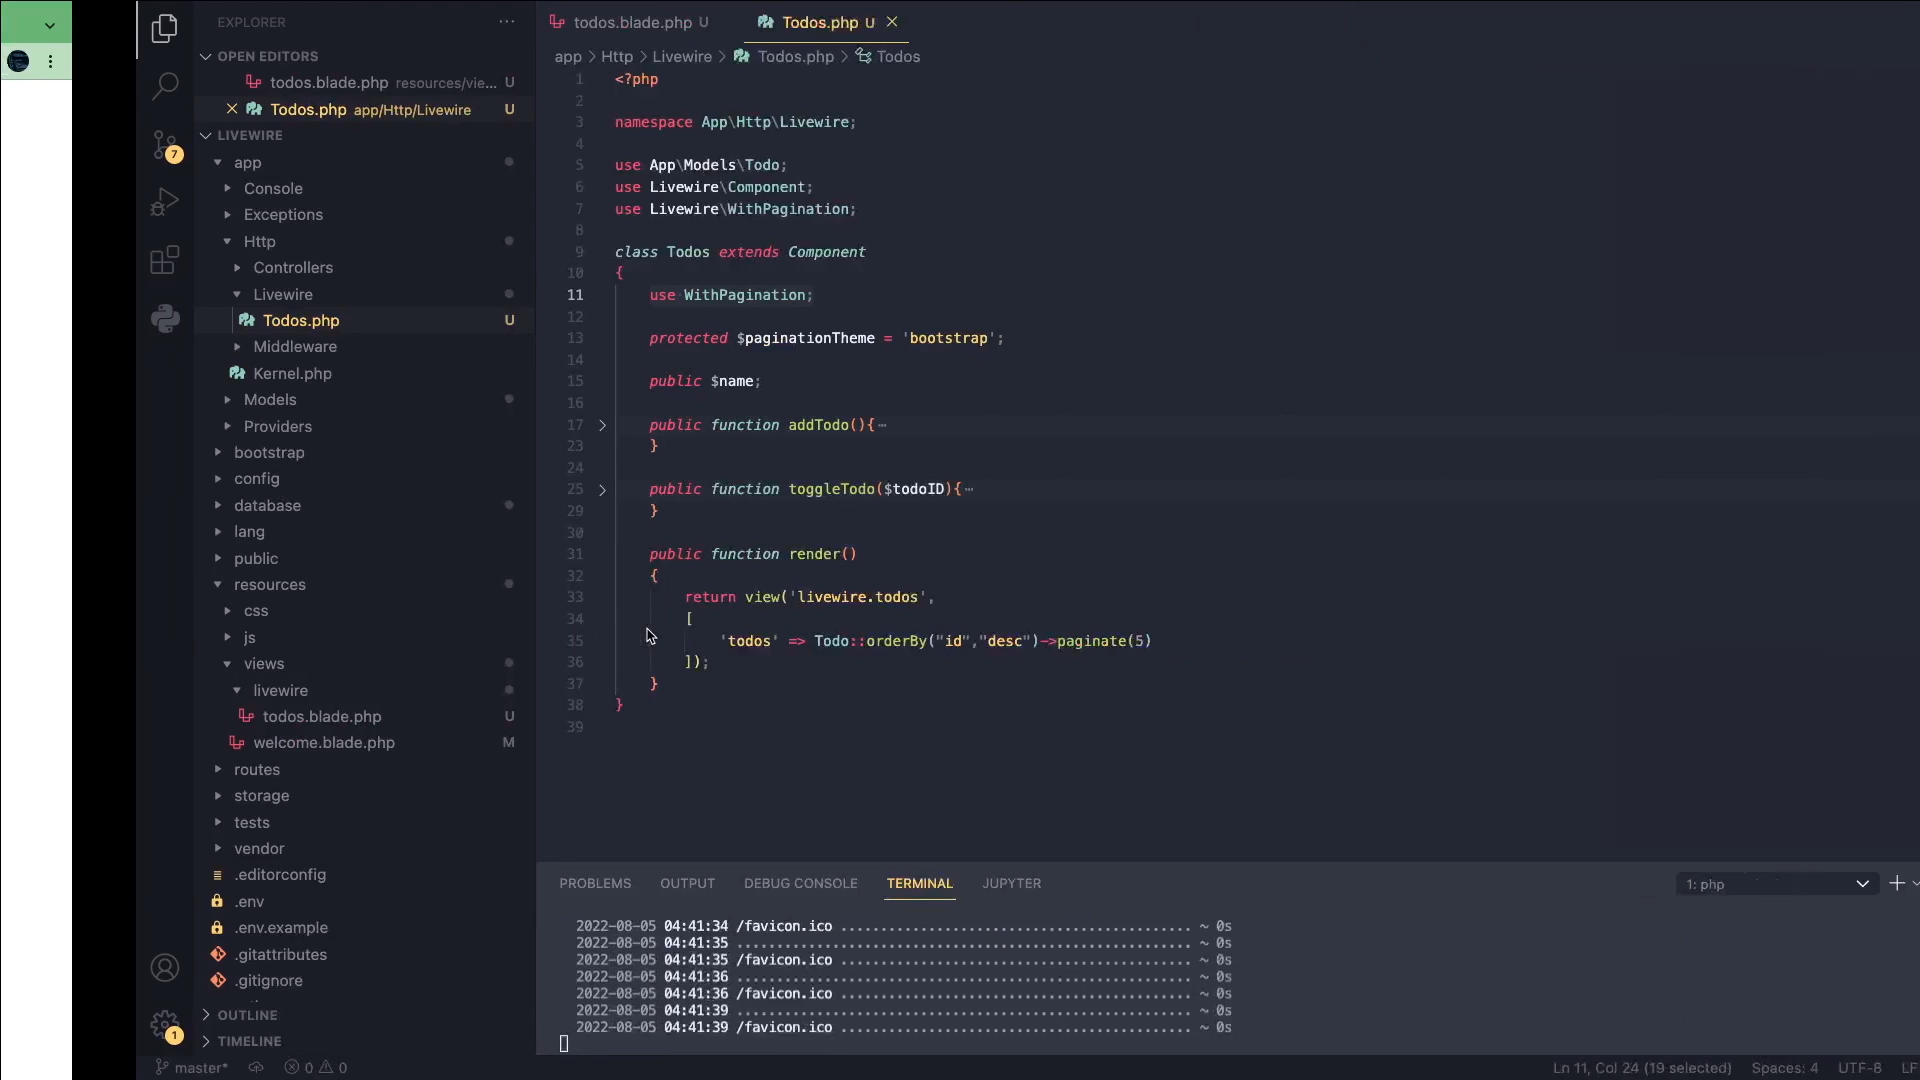 EXPLORER
OPEN EDITORS
todos.blade.php resources/vie... U
Todos.php app/Http/Livewire U
LIVEWIRE
app
Console
Exceptions
Http
Controllers
Livewire
Todos.php U
Middleware
Kernel.php
Models
Providers
bootstrap
config
database
lang
public
resources
css
js
views
livewire
todos.blade.php U
welcome.blade.php M
routes
storage
tests
vendor
.editorconfig
.env
.env.example
.gitattributes
.gitignore
OUTLINE
TIMELINE
7
1
todos.blade.php U
Todos.php U
app > Http > Livewire > Todos.php > Todos
1 <?php
2
3 namespace App\Http\Livewire;
4
5 use App\Models\Todo;
6 use Livewire\Component;
7 use Livewire\WithPagination;
8
9 class Todos extends Component
10 {
11 use WithPagination;
12
13 protected $paginationTheme = 'bootstrap';
14
15 public $name;
16
17 public function addTodo(){⋯
23 }
24
25 public function toggleTodo($todoID){⋯
29 }
30
31 public function render()
32 {
33 return view('livewire.todos',
34 [
35 'todos' => Todo::orderBy("id","desc")->paginate(5)
36 ]);
37 }
38 }
39
PROBLEMS OUTPUT DEBUG CONSOLE TERMINAL JUPYTER
1: php
2022-08-05 04:41:34 /favicon.ico ............................................ ~ 0s
2022-08-05 04:41:35 ......................................................... ~ 0s
2022-08-05 04:41:35 /favicon.ico ............................................ ~ 0s
2022-08-05 04:41:36 ......................................................... ~ 0s
2022-08-05 04:41:36 /favicon.ico ............................................ ~ 0s
2022-08-05 04:41:39 ......................................................... ~ 0s
2022-08-05 04:41:39 /favicon.ico ............................................ ~ 0s
master* 0 0 Ln 11, Col 24 (19 selected) Spaces: 4 UTF-8 LF